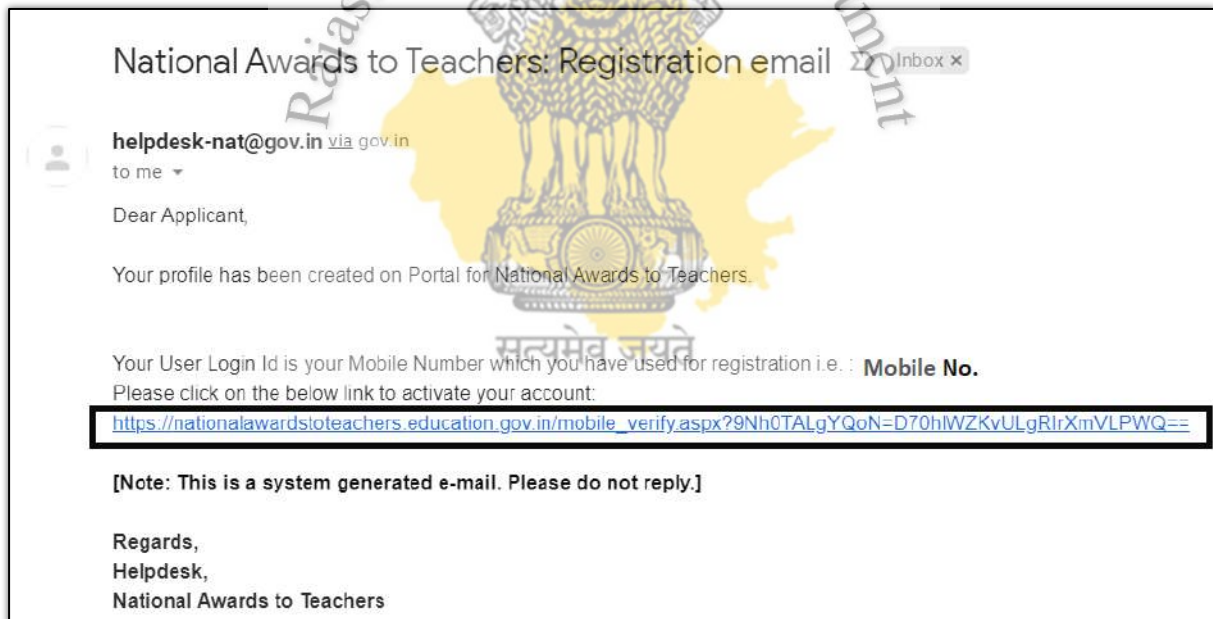 National Awards to Teachers: Registration email Inbox ×
helpdesk-nat@gov.in via gov.in
to me
Dear Applicant,
Your profile has been created on Portal for National Awards to Teachers.
सत्यमेव जयते
Your User Login Id is your Mobile Number which you have used for registration i.e. : Mobile No.
Please click on the below link to activate your account:
https://nationalawardstoteachers.education.gov.in/mobile_verify.aspx?9Nh0TALgYQoN=D70hlWZKvULgRIrXmVLPWQ==
[Note: This is a system generated e-mail. Please do not reply.]
Regards,
Helpdesk,
National Awards to Teachers